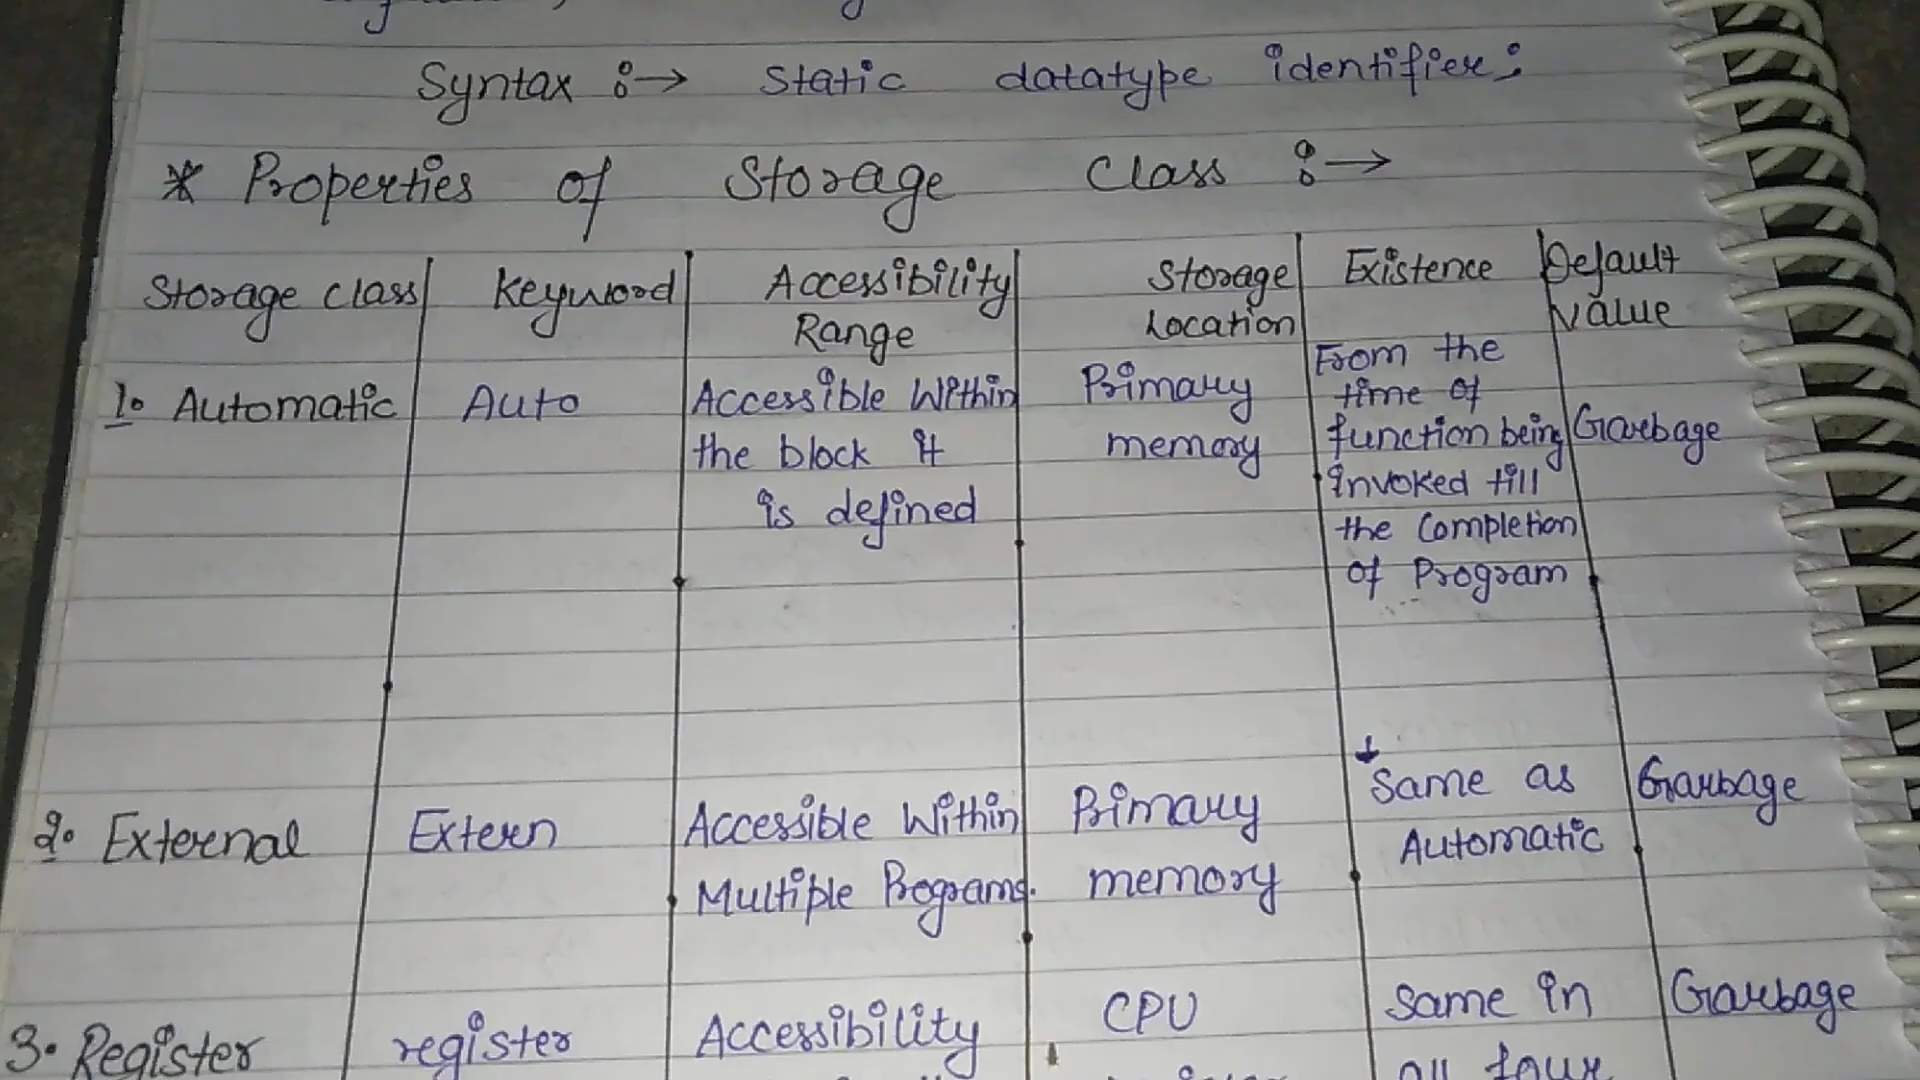 Syntax :→ Static datatype identifier;
* Properties of Storage Class :→
Storage class Keyword Accessibility Range Storage Location Existence Default value
1. Automatic Auto Accessible Within the block it is defined Primary memory From the time of function being invoked till the Completion of Program Garbage
2. External Extern Accessible Within Multiple Programs. Primary memory Same as Automatic Garbage
3. Register register Accessibility CPU Same in all four Garbage